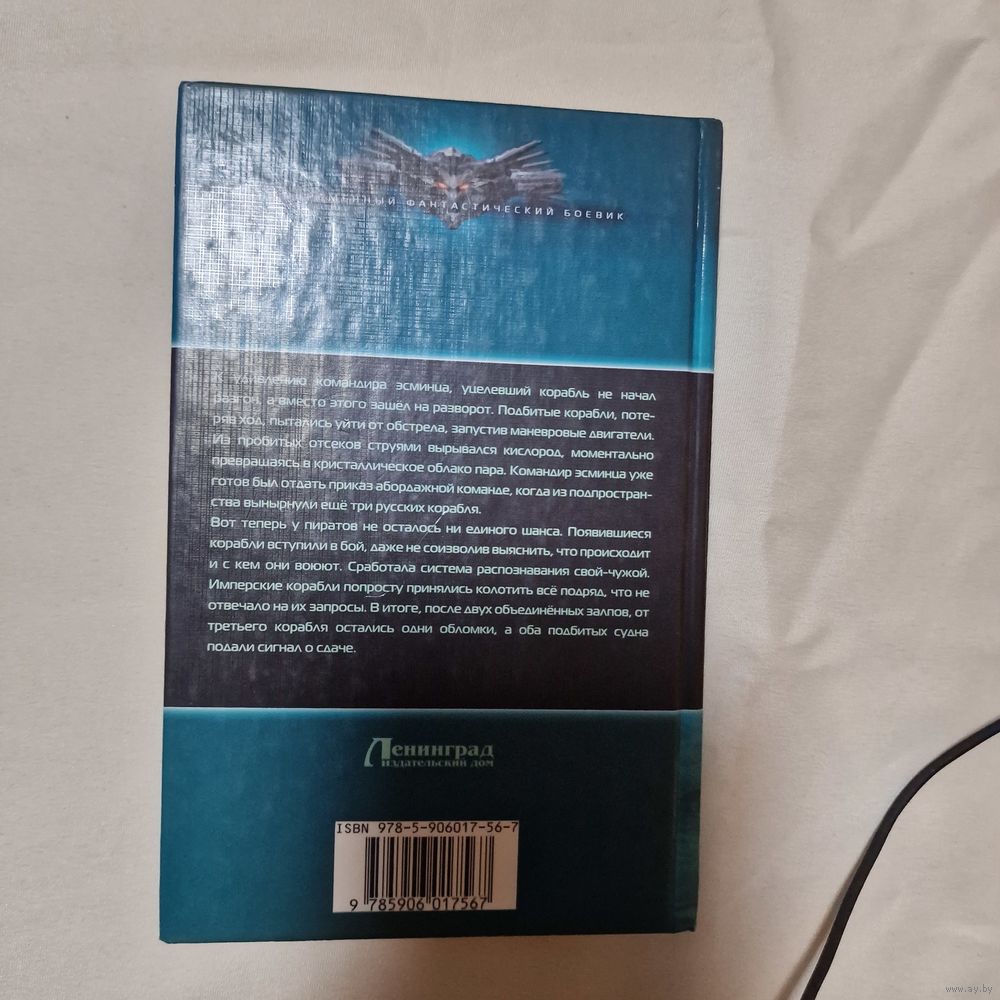 ФАНТАСТИЧЕСКИЙ БОЕВИК
К удивлению командира эсминца, уцелевший корабль не начал
разгон, а вместо этого зашёл на разворот. Подбитые корабли, поте-
ряв ход, пытались уйти от обстрела, запустив маневровые двигатели.
Из пробитых отсеков струями вырывался кислород, моментально
превращаясь в кристаллическое облако пара. Командир эсминца уже
готов был отдать приказ абордажной команде, когда из подпростран-
ства вынырнули ещё три русских корабля.
Вот теперь у пиратов не осталось ни единого шанса. Появившиеся
корабли вступили в бой, даже не соизволив выяснить, что происходит
и с кем они воюют. Сработала система распознавания свой-чужой.
Имперские корабли попросту принялись колотить всё подряд, что не
отвечало на их запросы. В итоге, после двух объединённых залпов, от
третьего корабля остались одни обломки, а оба подбитых судна
подали сигнал о сдаче.
Ленинград
издательский дом
ISBN 978-5-906017-56-7
9 785906 017567
www.ay.by